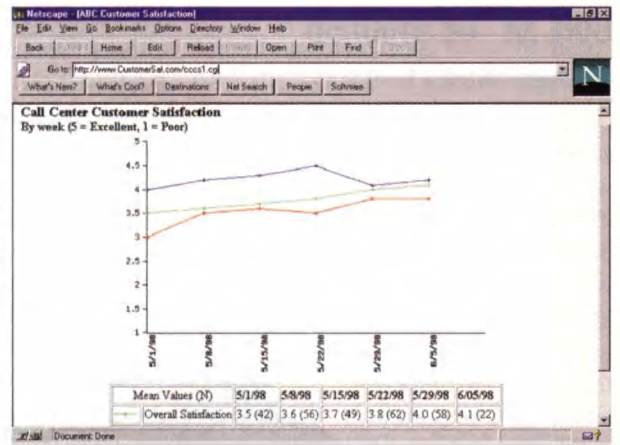 Netscape - [ABC Customer Satisfaction]
File Edit View Go Bookmarks Options Directory Window Help
Back Home Edit Reload Open Print Find
Go to: http://www.CustomerSat.com/cccs1.cgi
What's New? What's Cool? Destinations Net Search People Software
N
Call Center Customer Satisfaction
By week (5 = Excellent, 1 = Poor)
5
4.5
4
3.5
3
2.5
2
1.5
1
5/1/98 5/8/98 5/15/98 5/22/98 5/29/98 6/5/98
Mean Values (N) 5/1/98 5/8/98 5/15/98 5/22/98 5/29/98 6/05/98
Overall Satisfaction 3.5 (42) 3.6 (56) 3.7 (49) 3.8 (62) 4.0 (58) 4.1 (22)
Document: Done